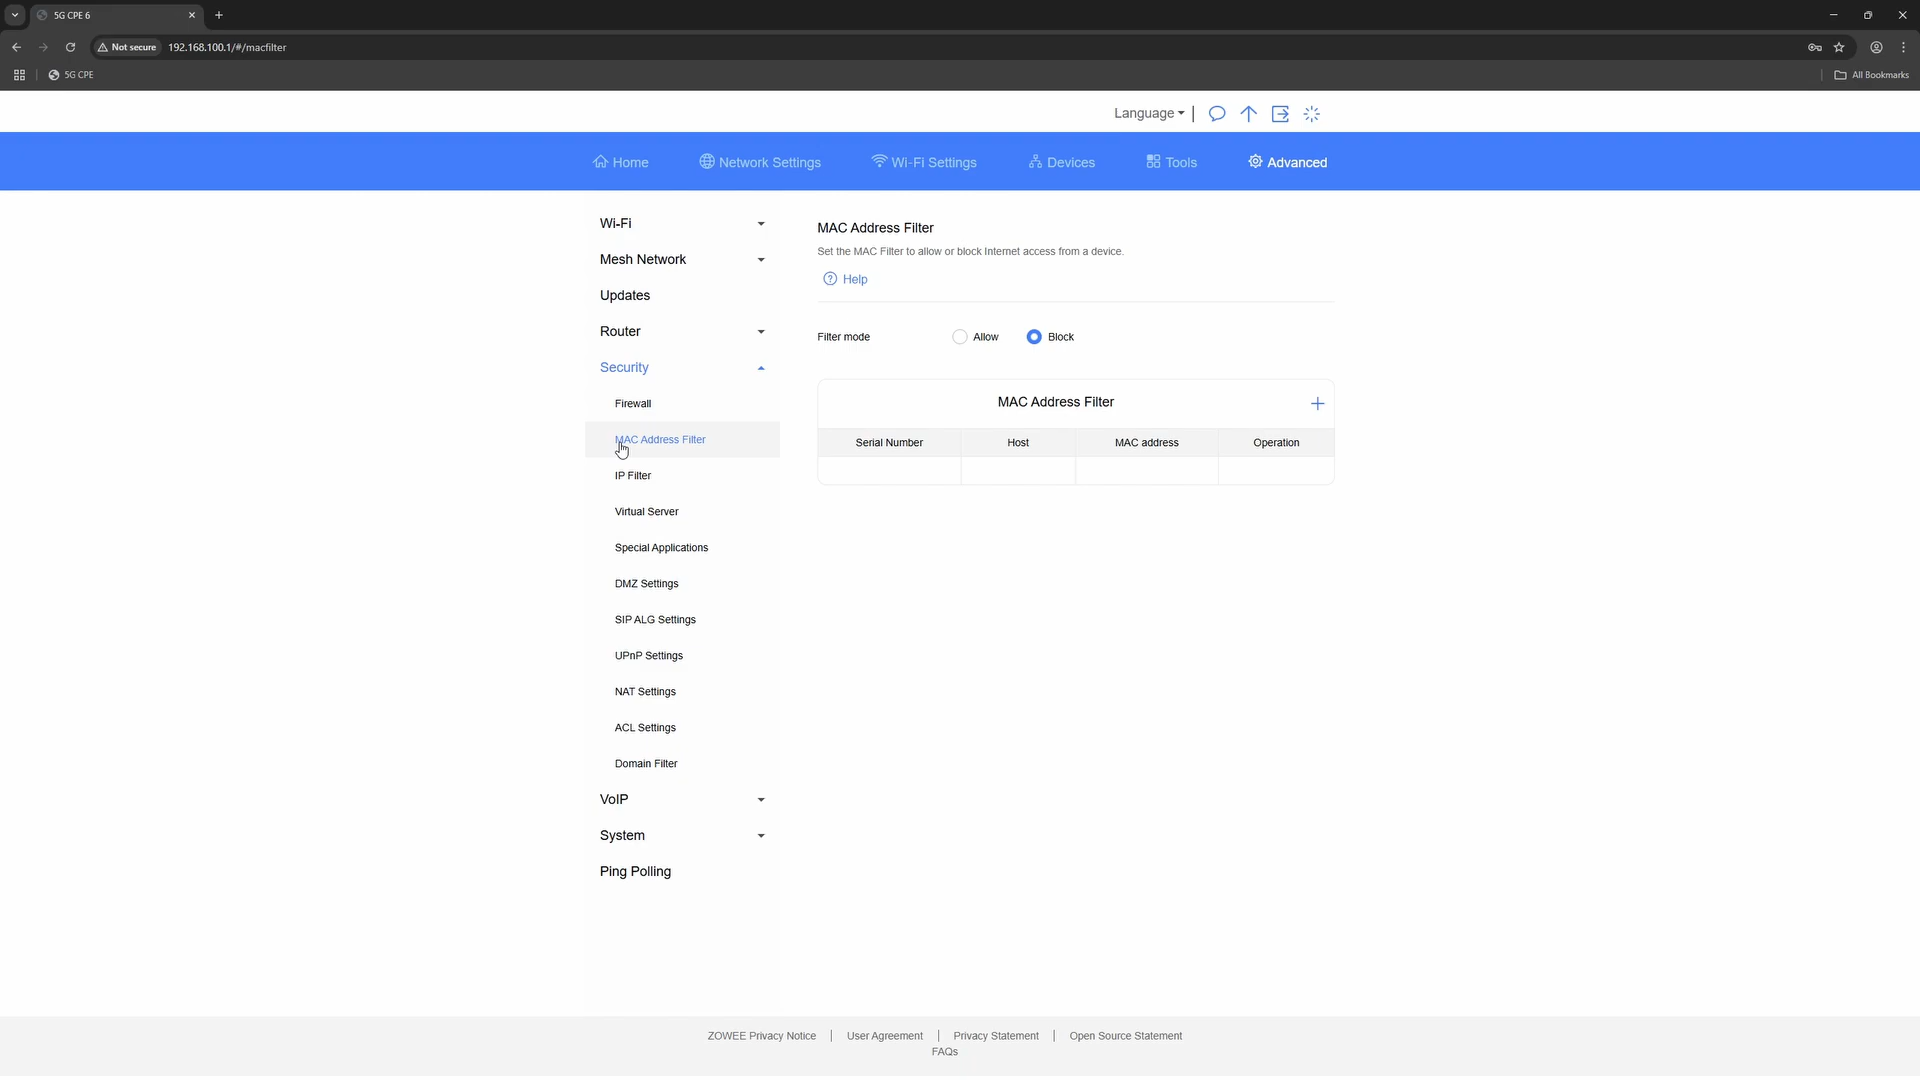 5G CPE 6
Not secure 192.168.100.1/#/macfilter
5G CPE
All Bookmarks
Language
Home Network Settings Wi-Fi Settings Devices Tools Advanced
Wi-Fi
Mesh Network
Updates
Router
Security
Firewall
MAC Address Filter
IP Filter
Virtual Server
Special Applications
DMZ Settings
SIP ALG Settings
UPnP Settings
NAT Settings
ACL Settings
Domain Filter
VoIP
System
Ping Polling
MAC Address Filter
Set the MAC Filter to allow or block Internet access from a device.
? Help
Filter mode Allow Block
MAC Address Filter
Serial Number Host MAC address Operation
ZOWEE Privacy Notice | User Agreement | Privacy Statement | Open Source Statement
FAQs